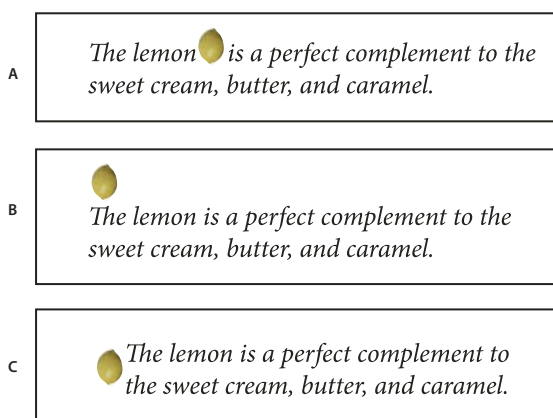 A
The lemon is a perfect complement to the
sweet cream, butter, and caramel.
B
The lemon is a perfect complement to the
sweet cream, butter, and caramel.
C
The lemon is a perfect complement to
the sweet cream, butter, and caramel.